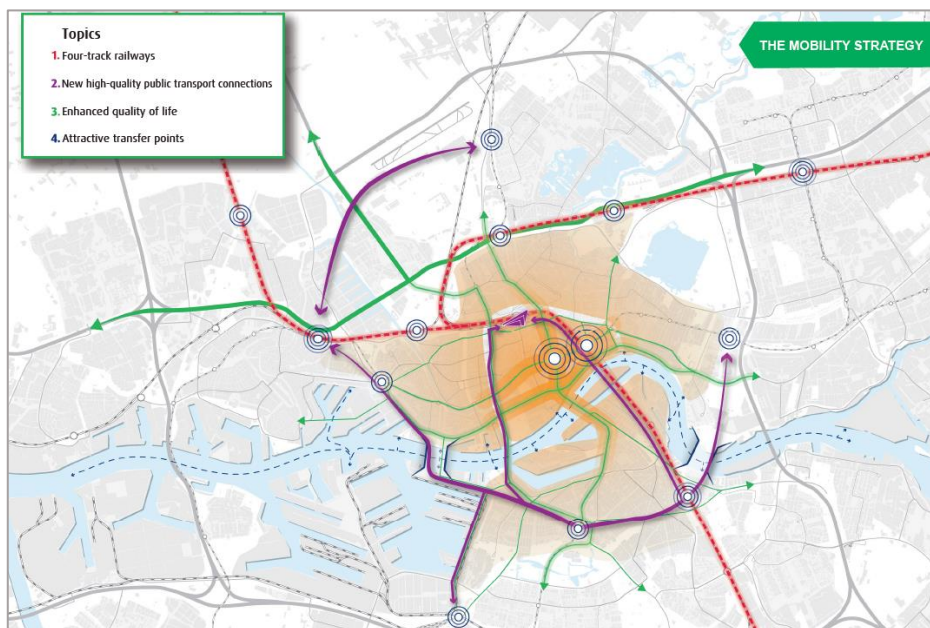 Topics
1. Four-track railways
2. New high-quality public transport connections
3. Enhanced quality of life
4. Attractive transfer points
THE MOBILITY STRATEGY